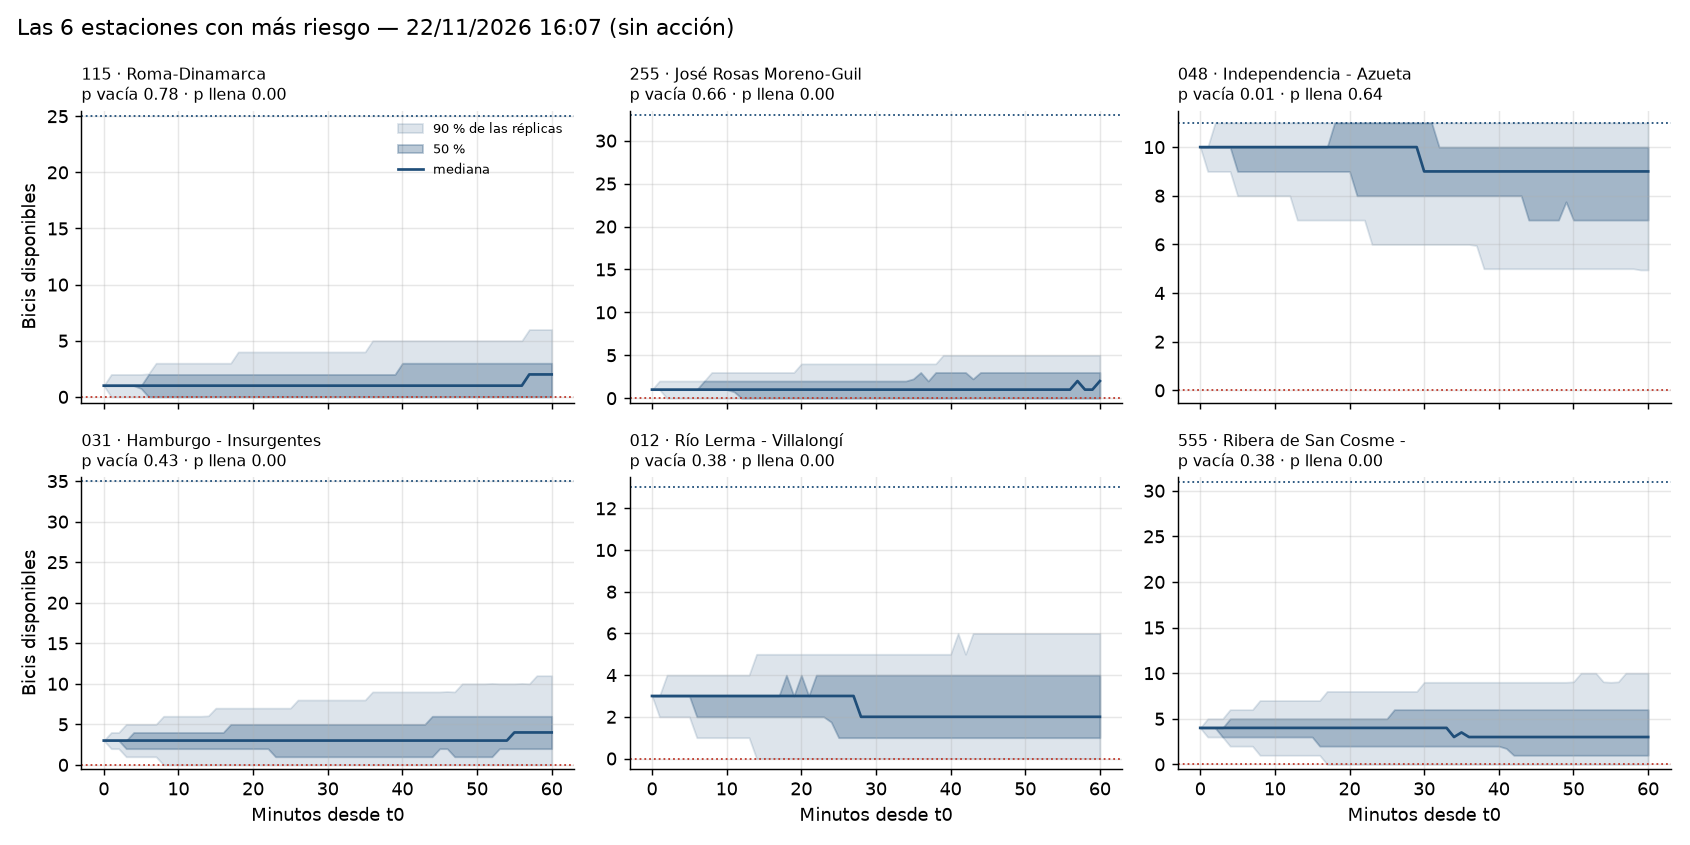 Las 6 estaciones con más riesgo — 22/11/2026 16:07 (sin acción)
115 · Roma-Dinamarca
p vacía 0.78 · p llena 0.00
25
20
15
10
5
0
Bicis disponibles
90 % de las réplicas
50 %
mediana
255 · José Rosas Moreno-Guil
p vacía 0.66 · p llena 0.00
30
25
20
15
10
5
0
048 · Independencia - Azueta
p vacía 0.01 · p llena 0.64
10
8
6
4
2
0
031 · Hamburgo - Insurgentes
p vacía 0.43 · p llena 0.00
35
30
25
20
15
10
5
0
Bicis disponibles
0 10 20 30 40 50 60
Minutos desde t0
012 · Río Lerma - Villalongí
p vacía 0.38 · p llena 0.00
12
10
8
6
4
2
0
0 10 20 30 40 50 60
Minutos desde t0
555 · Ribera de San Cosme -
p vacía 0.38 · p llena 0.00
30
25
20
15
10
5
0
0 10 20 30 40 50 60
Minutos desde t0